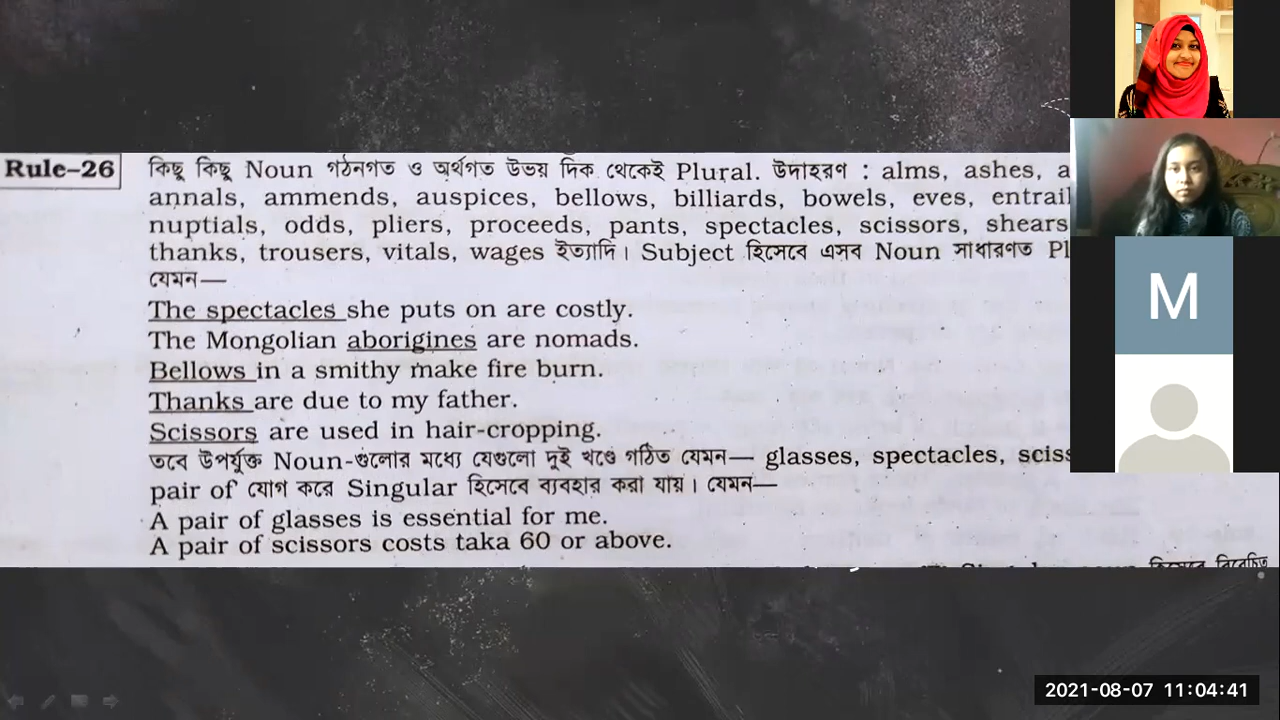 Rule–26
কিছু কিছু Noun গঠনগত ও অর্থগত উভয় দিক থেকেই Plural. উদাহরণ : alms, ashes, a
annals, ammends, auspices, bellows, billiards, bowels, eves, entrail
nuptials, odds, pliers, proceeds, pants, spectacles, scissors, shears
thanks, trousers, vitals, wages ইত্যাদি। Subject হিসেবে এসব Noun সাধারণত Pl
যেমন—
The spectacles she puts on are costly.
The Mongolian aborigines are nomads.
Bellows in a smithy make fire burn.
Thanks are due to my father.
Scissors are used in hair-cropping.
তবে উপর্যুক্ত Noun-গুলোর মধ্যে যেগুলো দুই খণ্ডে গঠিত যেমন— glasses, spectacles, sciss
pair of যোগ করে Singular হিসেবে ব্যবহার করা যায়। যেমন—
A pair of glasses is essential for me.
A pair of scissors costs taka 60 or above.
হিসেবে বিবেচিত
M
2021-08-07 11:04:41